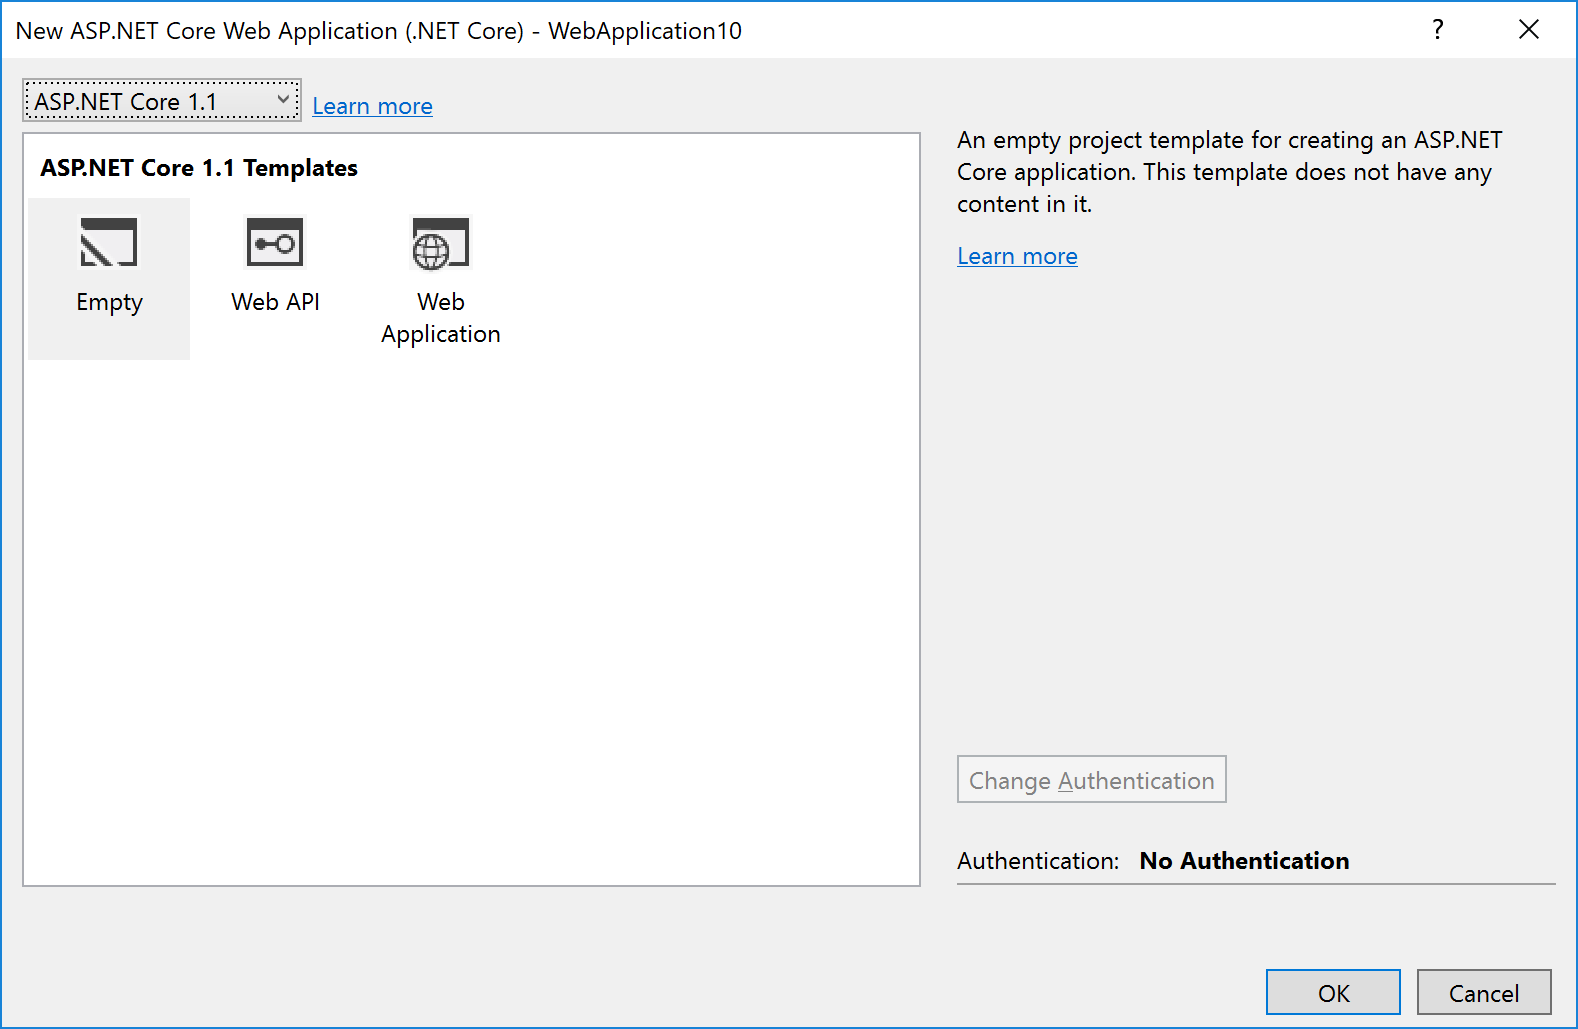 New ASP.NET Core Web Application (.NET Core) - WebApplication10
?
ASP.NET Core 1.1
Learn more
ASP.NET Core 1.1 Templates
Empty
Web API
Web
Application
An empty project template for creating an ASP.NET
Core application. This template does not have any
content in it.
Learn more
Change Authentication
Authentication: No Authentication
OK
Cancel